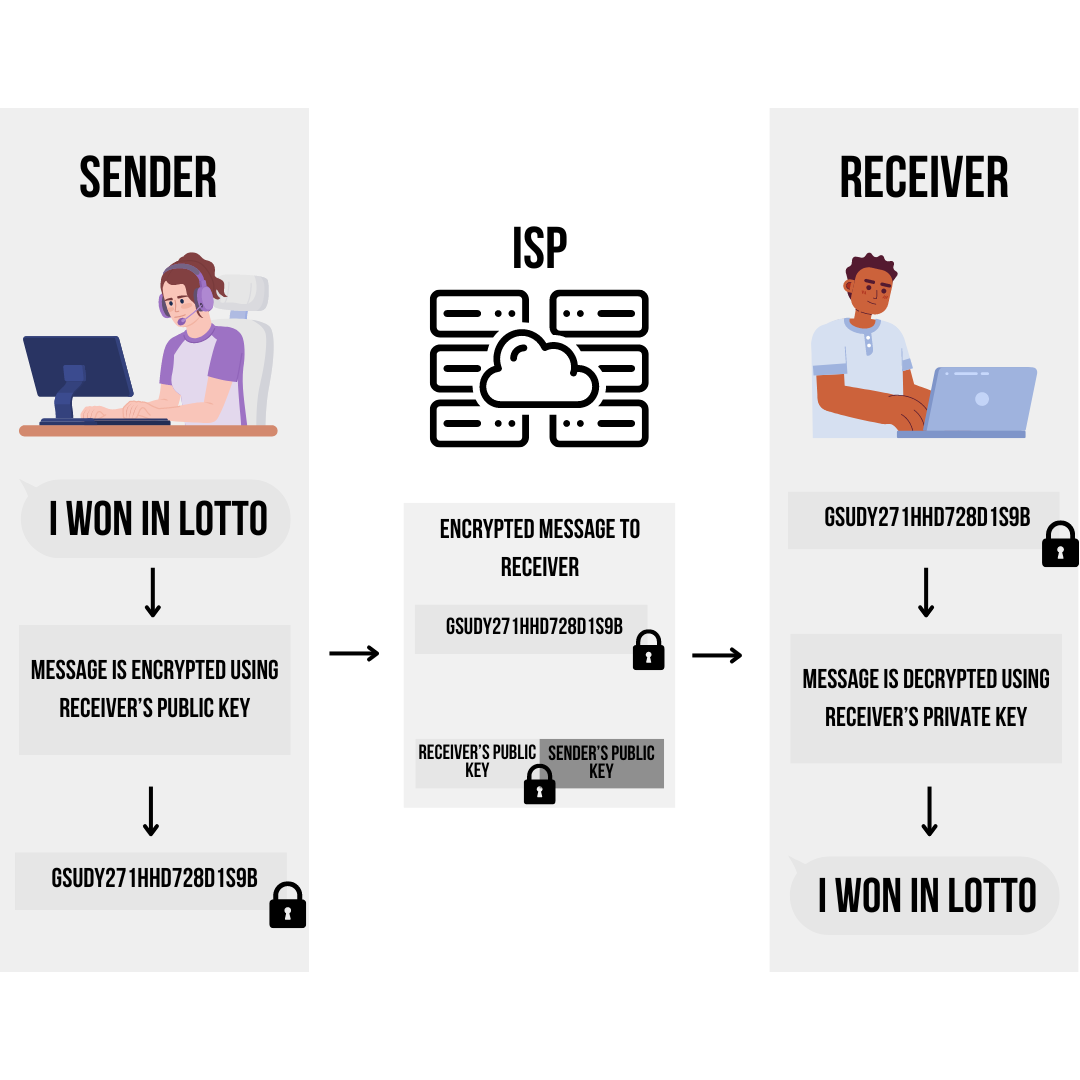 SENDER
I WON IN LOTTO
MESSAGE IS ENCRYPTED USING
RECEIVER'S PUBLIC KEY
GSUDY271HHD728D1S9B
ISP
ENCRYPTED MESSAGE TO
RECEIVER
GSUDY271HHD728D1S9B
RECEIVER'S PUBLIC
KEY
SENDER'S PUBLIC
KEY
RECEIVER
GSUDY271HHD728D1S9B
MESSAGE IS DECRYPTED USING
RECEIVER'S PRIVATE KEY
I WON IN LOTTO